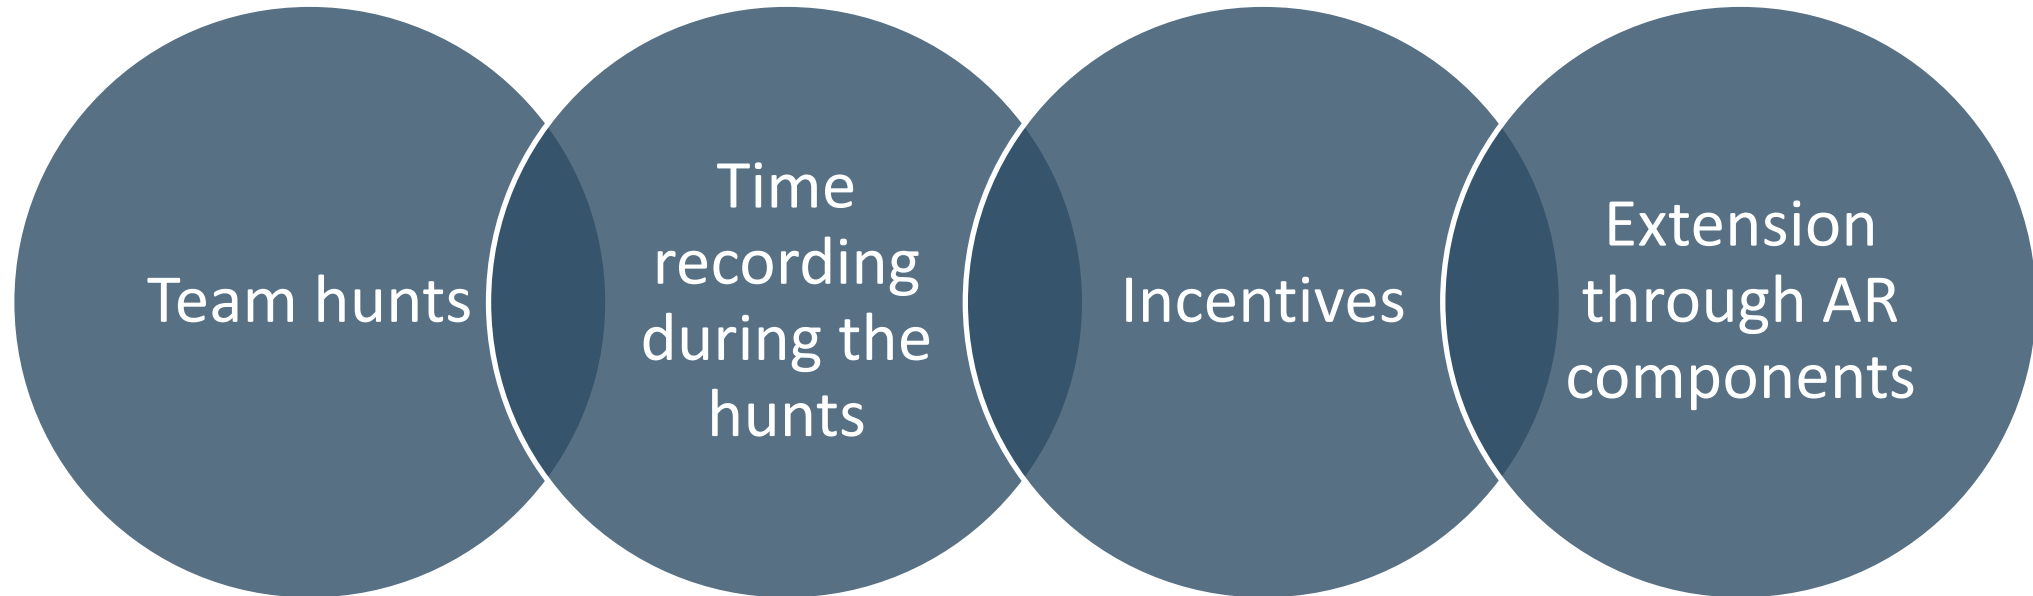 Team hunts
Time
recording
during the
hunts
Incentives
Extension
through AR
components